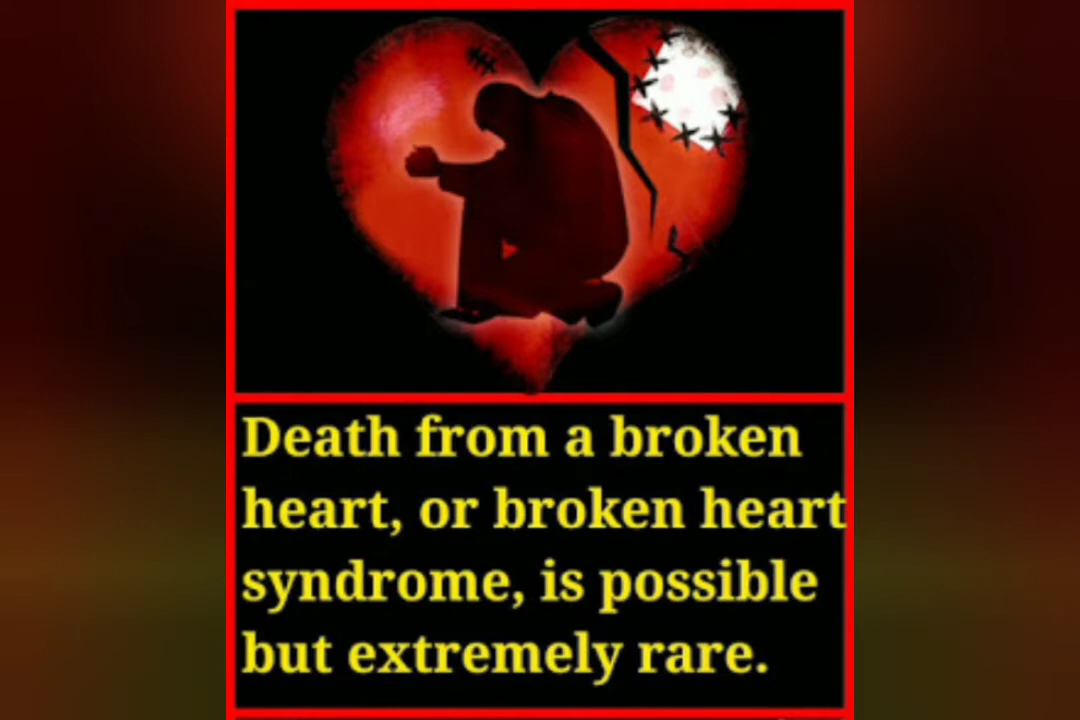 Death from a broken
heart, or broken heart
syndrome, is possible
but extremely rare.